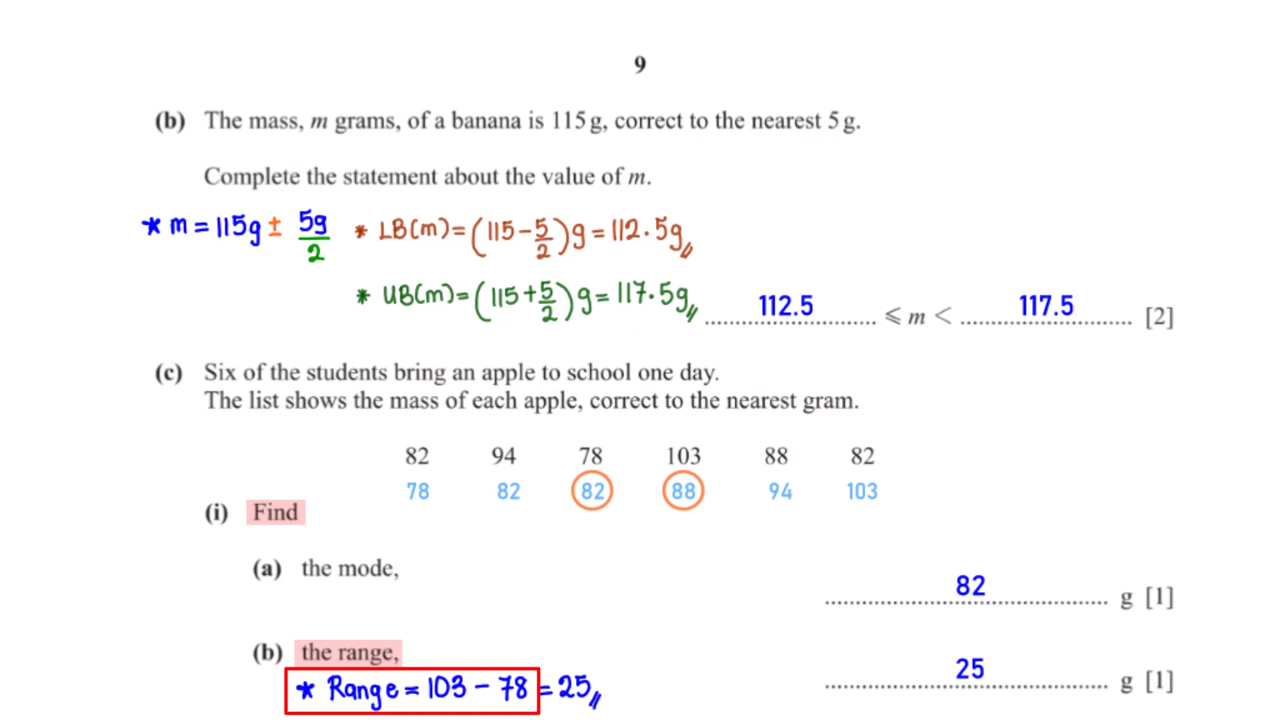 9
(b) The mass, m grams, of a banana is 115 g, correct to the nearest 5 g.
Complete the statement about the value of m.
* m = 115g ± 5g/2 * LB(m) = (115 − 5/2)g = 112.5g
* UB(m) = (115 + 5/2)g = 117.5g
112.5 ⩽ m < 117.5 [2]
(c) Six of the students bring an apple to school one day.
The list shows the mass of each apple, correct to the nearest gram.
82 94 78 103 88 82
78 82 82 88 94 103
(i) Find
(a) the mode,
82 g [1]
(b) the range,
* Range = 103 − 78 = 25
25 g [1]